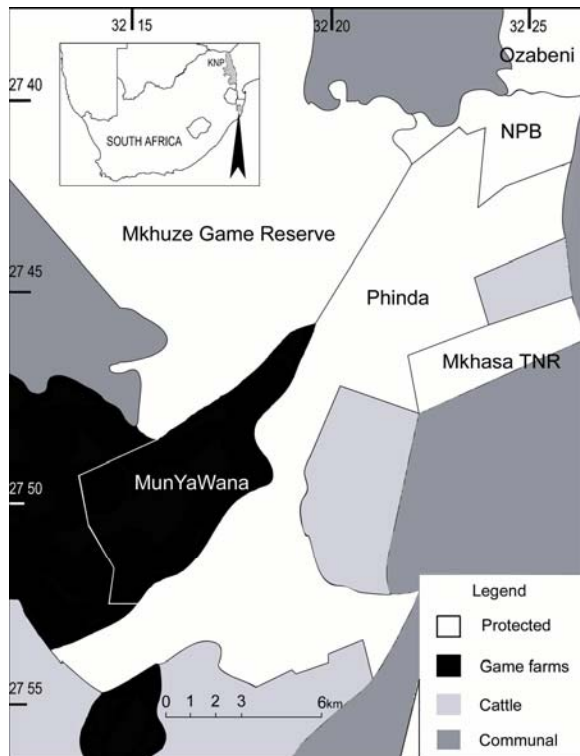 32 15
32 20
32 25
Ozabeni
27 40
KNP
SOUTH AFRICA
NPB
Mkhuze Game Reserve
27 45
Phinda
Mkhasa TNR
MunYaWana
27 50
Legend
Protected
Game farms
Cattle
Communal
27 55
0 1 2 3 6km